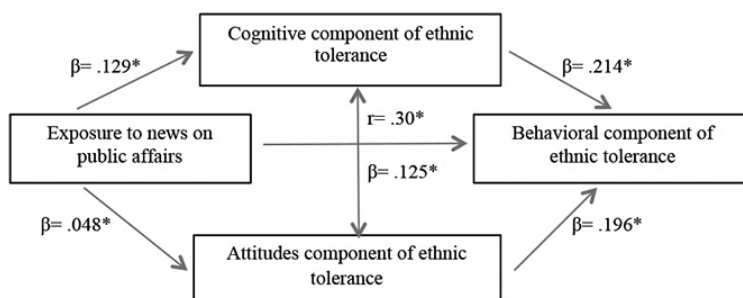 Cognitive component of ethnic
tolerance
β= .129*
β= .214*
Exposure to news on
public affairs
r= .30*
β= .125*
Behavioral component of
ethnic tolerance
β= .048*
β= .196*
Attitudes component of ethnic
tolerance